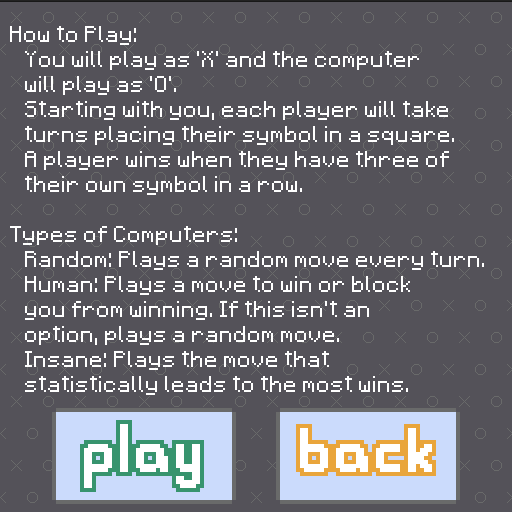 How to Play:
You will play as 'X' and the computer
will play as 'O'.
Starting with you, each player will take
turns placing their symbol in a square.
A player wins when they have three of
their own symbol in a row.
Types of Computers:
Random: Plays a random move every turn.
Human: Plays a move to win or block
you from winning. If this isn't an
option, plays a random move.
Insane: Plays the move that
statistically leads to the most wins.
play back